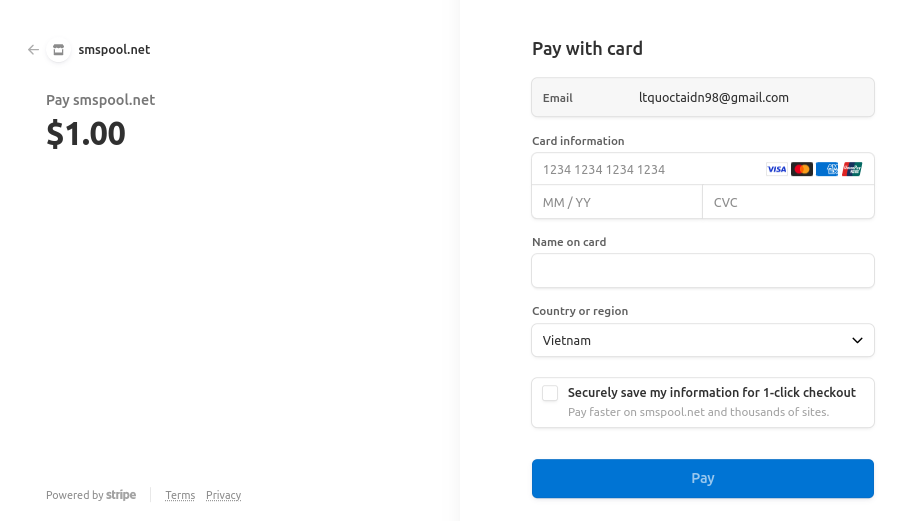 smspool.net
Pay smspool.net
$1.00
Powered by stripe
Terms
Privacy
Pay with card
Email
ltquoctaidn98@gmail.com
Card information
1234 1234 1234 1234
VISA
MM / YY
CVC
Name on card
Country or region
Vietnam
Securely save my information for 1-click checkout
Pay faster on smspool.net and thousands of sites.
Pay